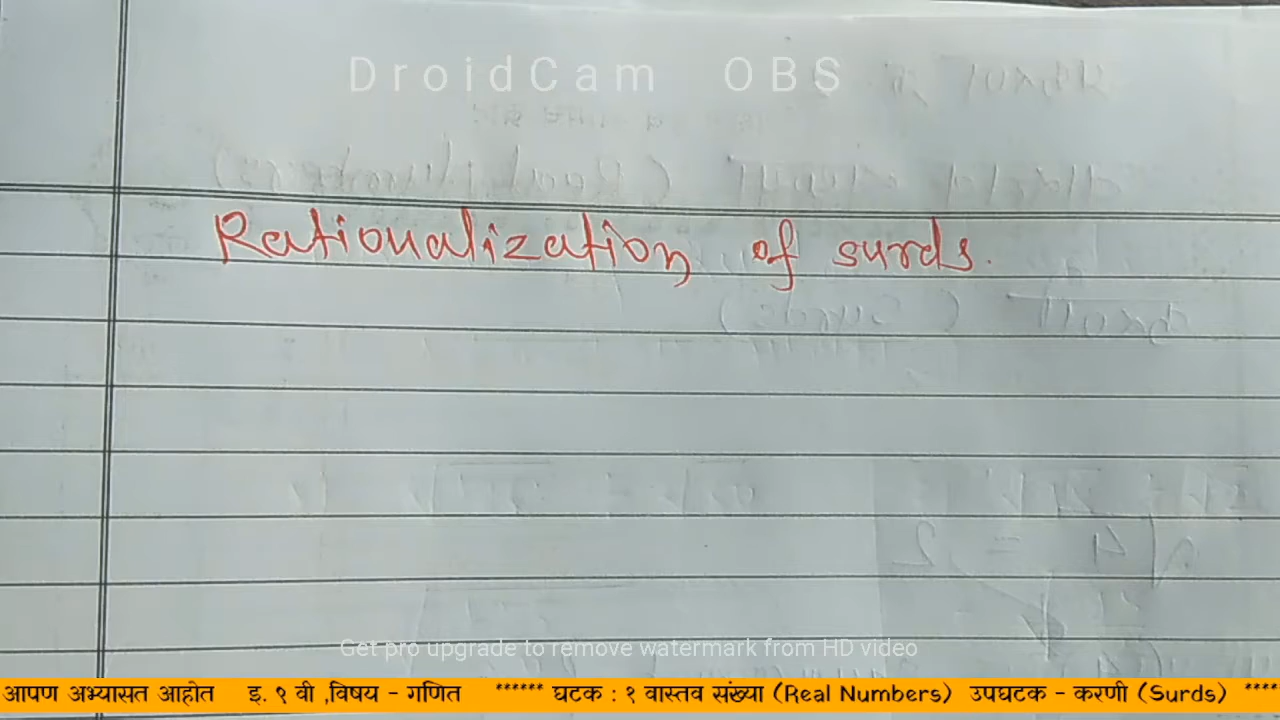 DroidCam OBS
Rationalization of surds.
Get pro upgrade to remove watermark from HD video
आपण अभ्यासत आहोत इ. ९ वी ,विषय - गणित ****** घटक : १ वास्तव संख्या (Real Numbers) उपघटक - करणी (Surds) ****